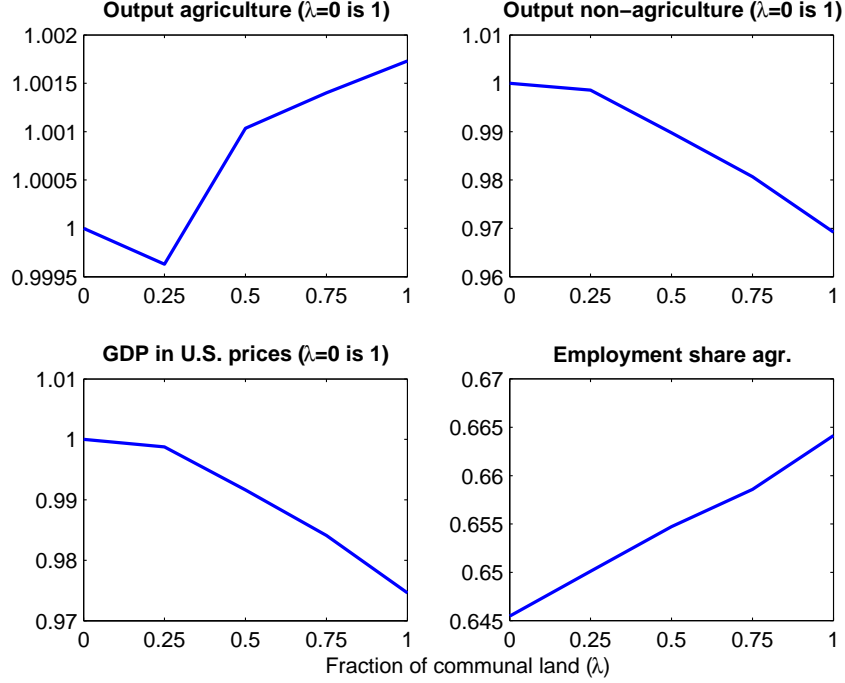 Output agriculture (λ=0 is 1)
1.002
1.0015
1.001
1.0005
1
0.9995
0 0.25 0.5 0.75 1
Output non−agriculture (λ=0 is 1)
1.01
1
0.99
0.98
0.97
0.96
0 0.25 0.5 0.75 1
GDP in U.S. prices (λ=0 is 1)
1.01
1
0.99
0.98
0.97
0 0.25 0.5 0.75 1
Employment share agr.
0.67
0.665
0.66
0.655
0.65
0.645
0 0.25 0.5 0.75 1
Fraction of communal land (λ)